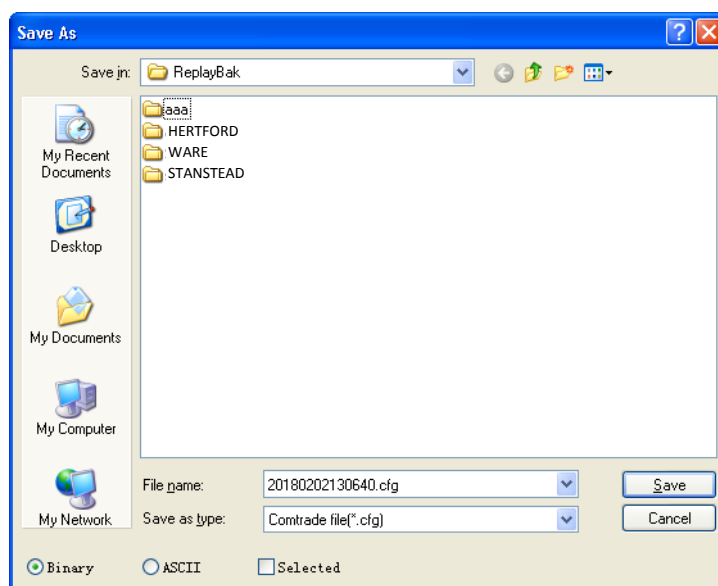 Save As
Save in:
ReplayBak
My Recent
Documents
Desktop
My Documents
My Computer
My Network
aaa
HERTFORD
WARE
STANSTEAD
File name:
20180202130640.cfg
Save
Save as type:
Comtrade file(*.cfg)
Cancel
Binary
ASCII
Selected